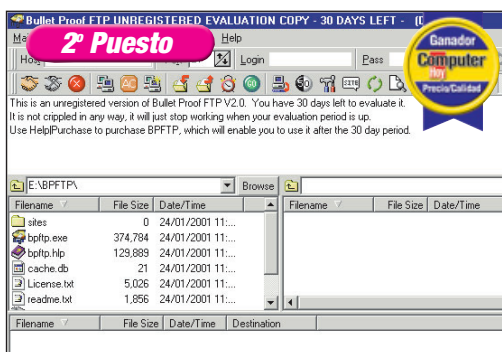 Bullet Proof FTP UNREGISTERED EVALUATION COPY - 30 DAYS LEFT - (D
2º Puesto
Help
Login
Pass
Ganador
Computer
Hoy
Precio/Calidad
This is an unregistered version of Bullet Proof FTP V2.0. You have 30 days left to evaluate it.
It is not crippled in any way, it will just stop working when your evaluation period is up.
Use Help|Purchase to purchase BPFTP, which will enable you to use it after the 30 day period.
E:\BPFTP\ Browse
Filename File Size Date/Time Filename File Size Date/Time
sites 0 24/01/2001 11:...
bpftp.exe 374,784 24/01/2001 11:...
bpftp.hlp 129,889 24/01/2001 11:...
cache.db 21 24/01/2001 11:...
License.txt 5,026 24/01/2001 11:...
readme.txt 1,856 24/01/2001 11:...
Filename File Size Date/Time Destination